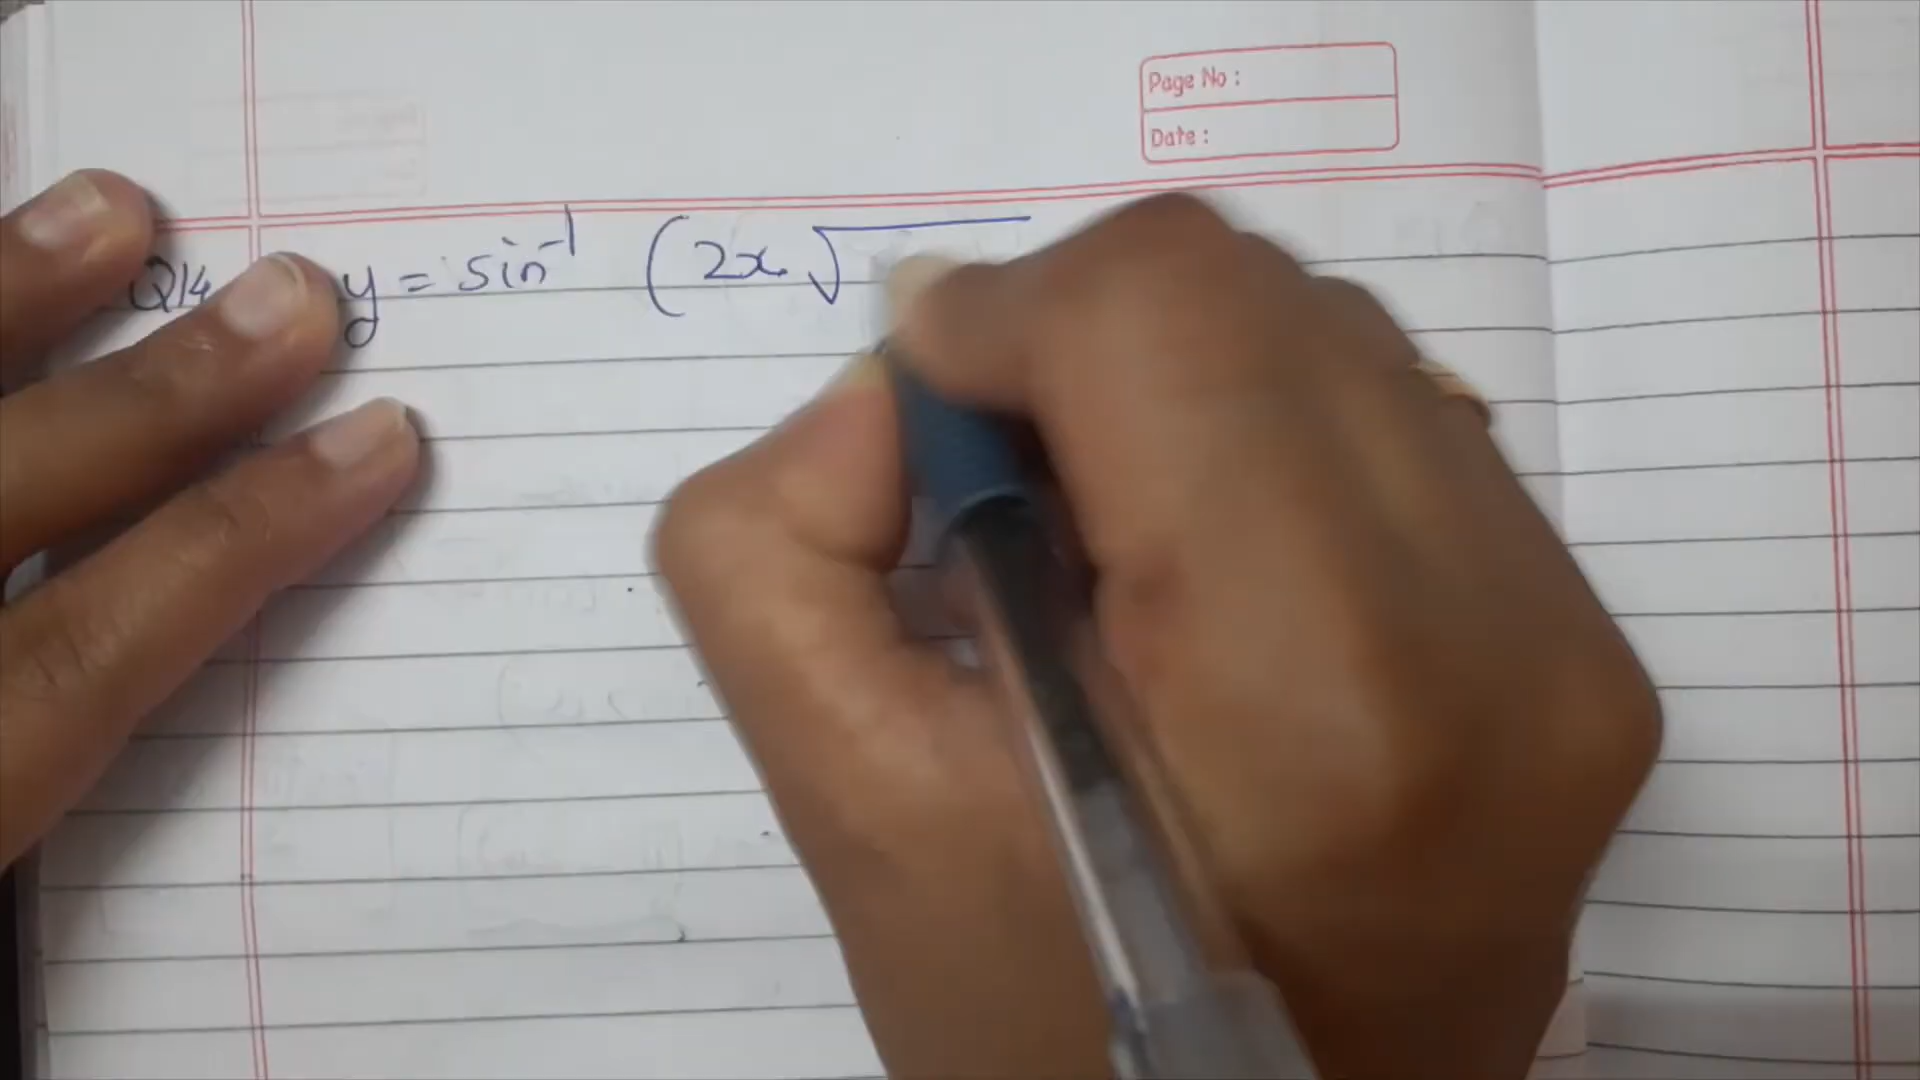 Page No :
Date :
Q14 y = sin⁻¹ (2x√